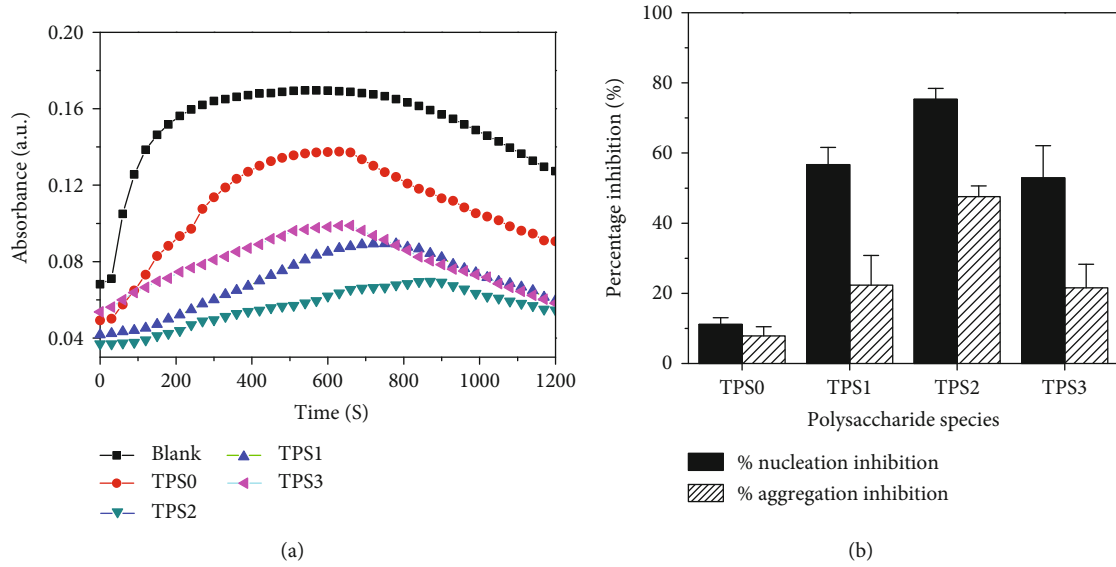 0.20
0.16
0.12
0.08
0.04
Absorbance (a.u.)
0 200 400 600 800 1000 1200
Time (S)
Blank TPS1
TPS0 TPS3
TPS2
(a)
100
80
60
40
20
0
Percentage inhibition (%)
TPS0 TPS1 TPS2 TPS3
Polysaccharide species
% nucleation inhibition
% aggregation inhibition
(b)